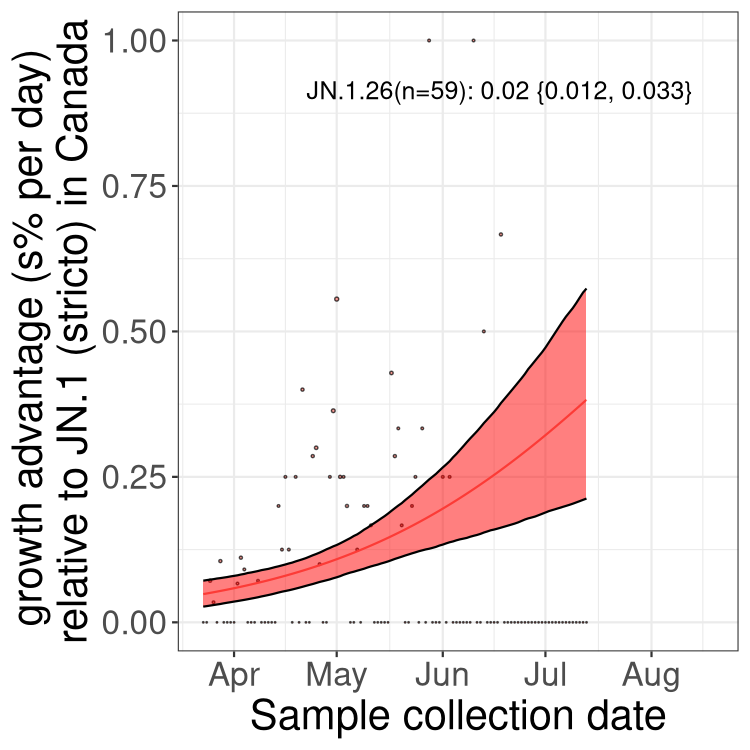 growth advantage (s% per day)
relative to JN.1 (stricto) in Canada
1.00
0.75
0.50
0.25
0.00
JN.1.26(n=59): 0.02 {0.012, 0.033}
Apr May Jun Jul Aug
Sample collection date